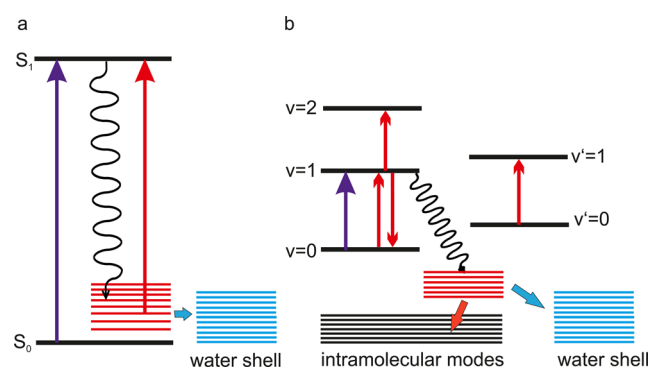 a
b
S₁
v=2
v=1
v'=1
v'=0
v=0
S₀
water shell
intramolecular modes
water shell